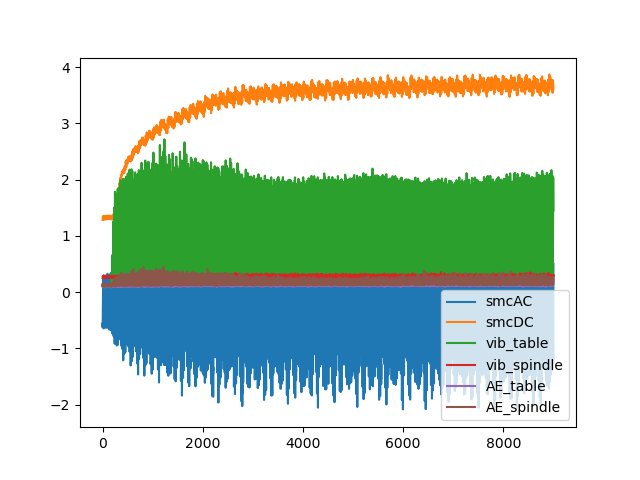 4
3
2
1
0
−1
−2
0
2000
4000
6000
8000
smcAC
smcDC
vib_table
vib_spindle
AE_table
AE_spindle